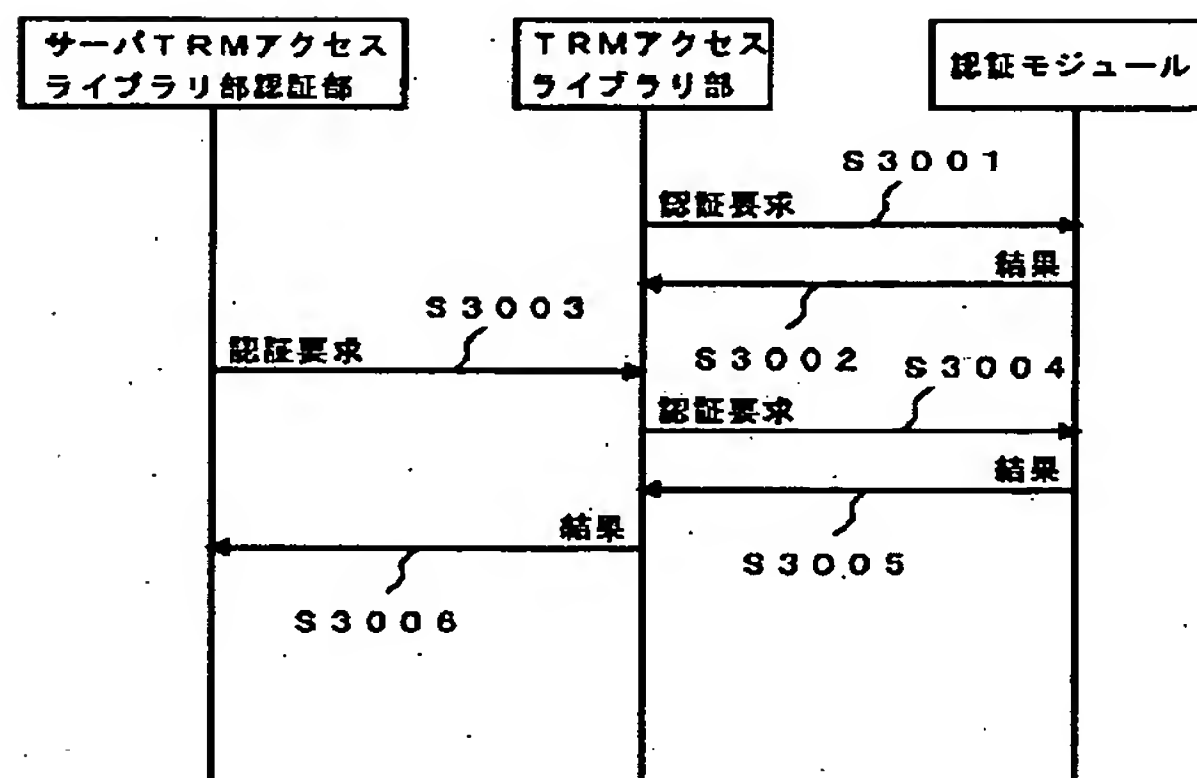 サーバTRMアクセス
ライブラリ部認証部
TRMアクセス
ライブラリ部
認証モジュール
S3001
認証要求
結果
S3003
認証要求
S3002
S3004
認証要求
結果
結果
S3005
S3006